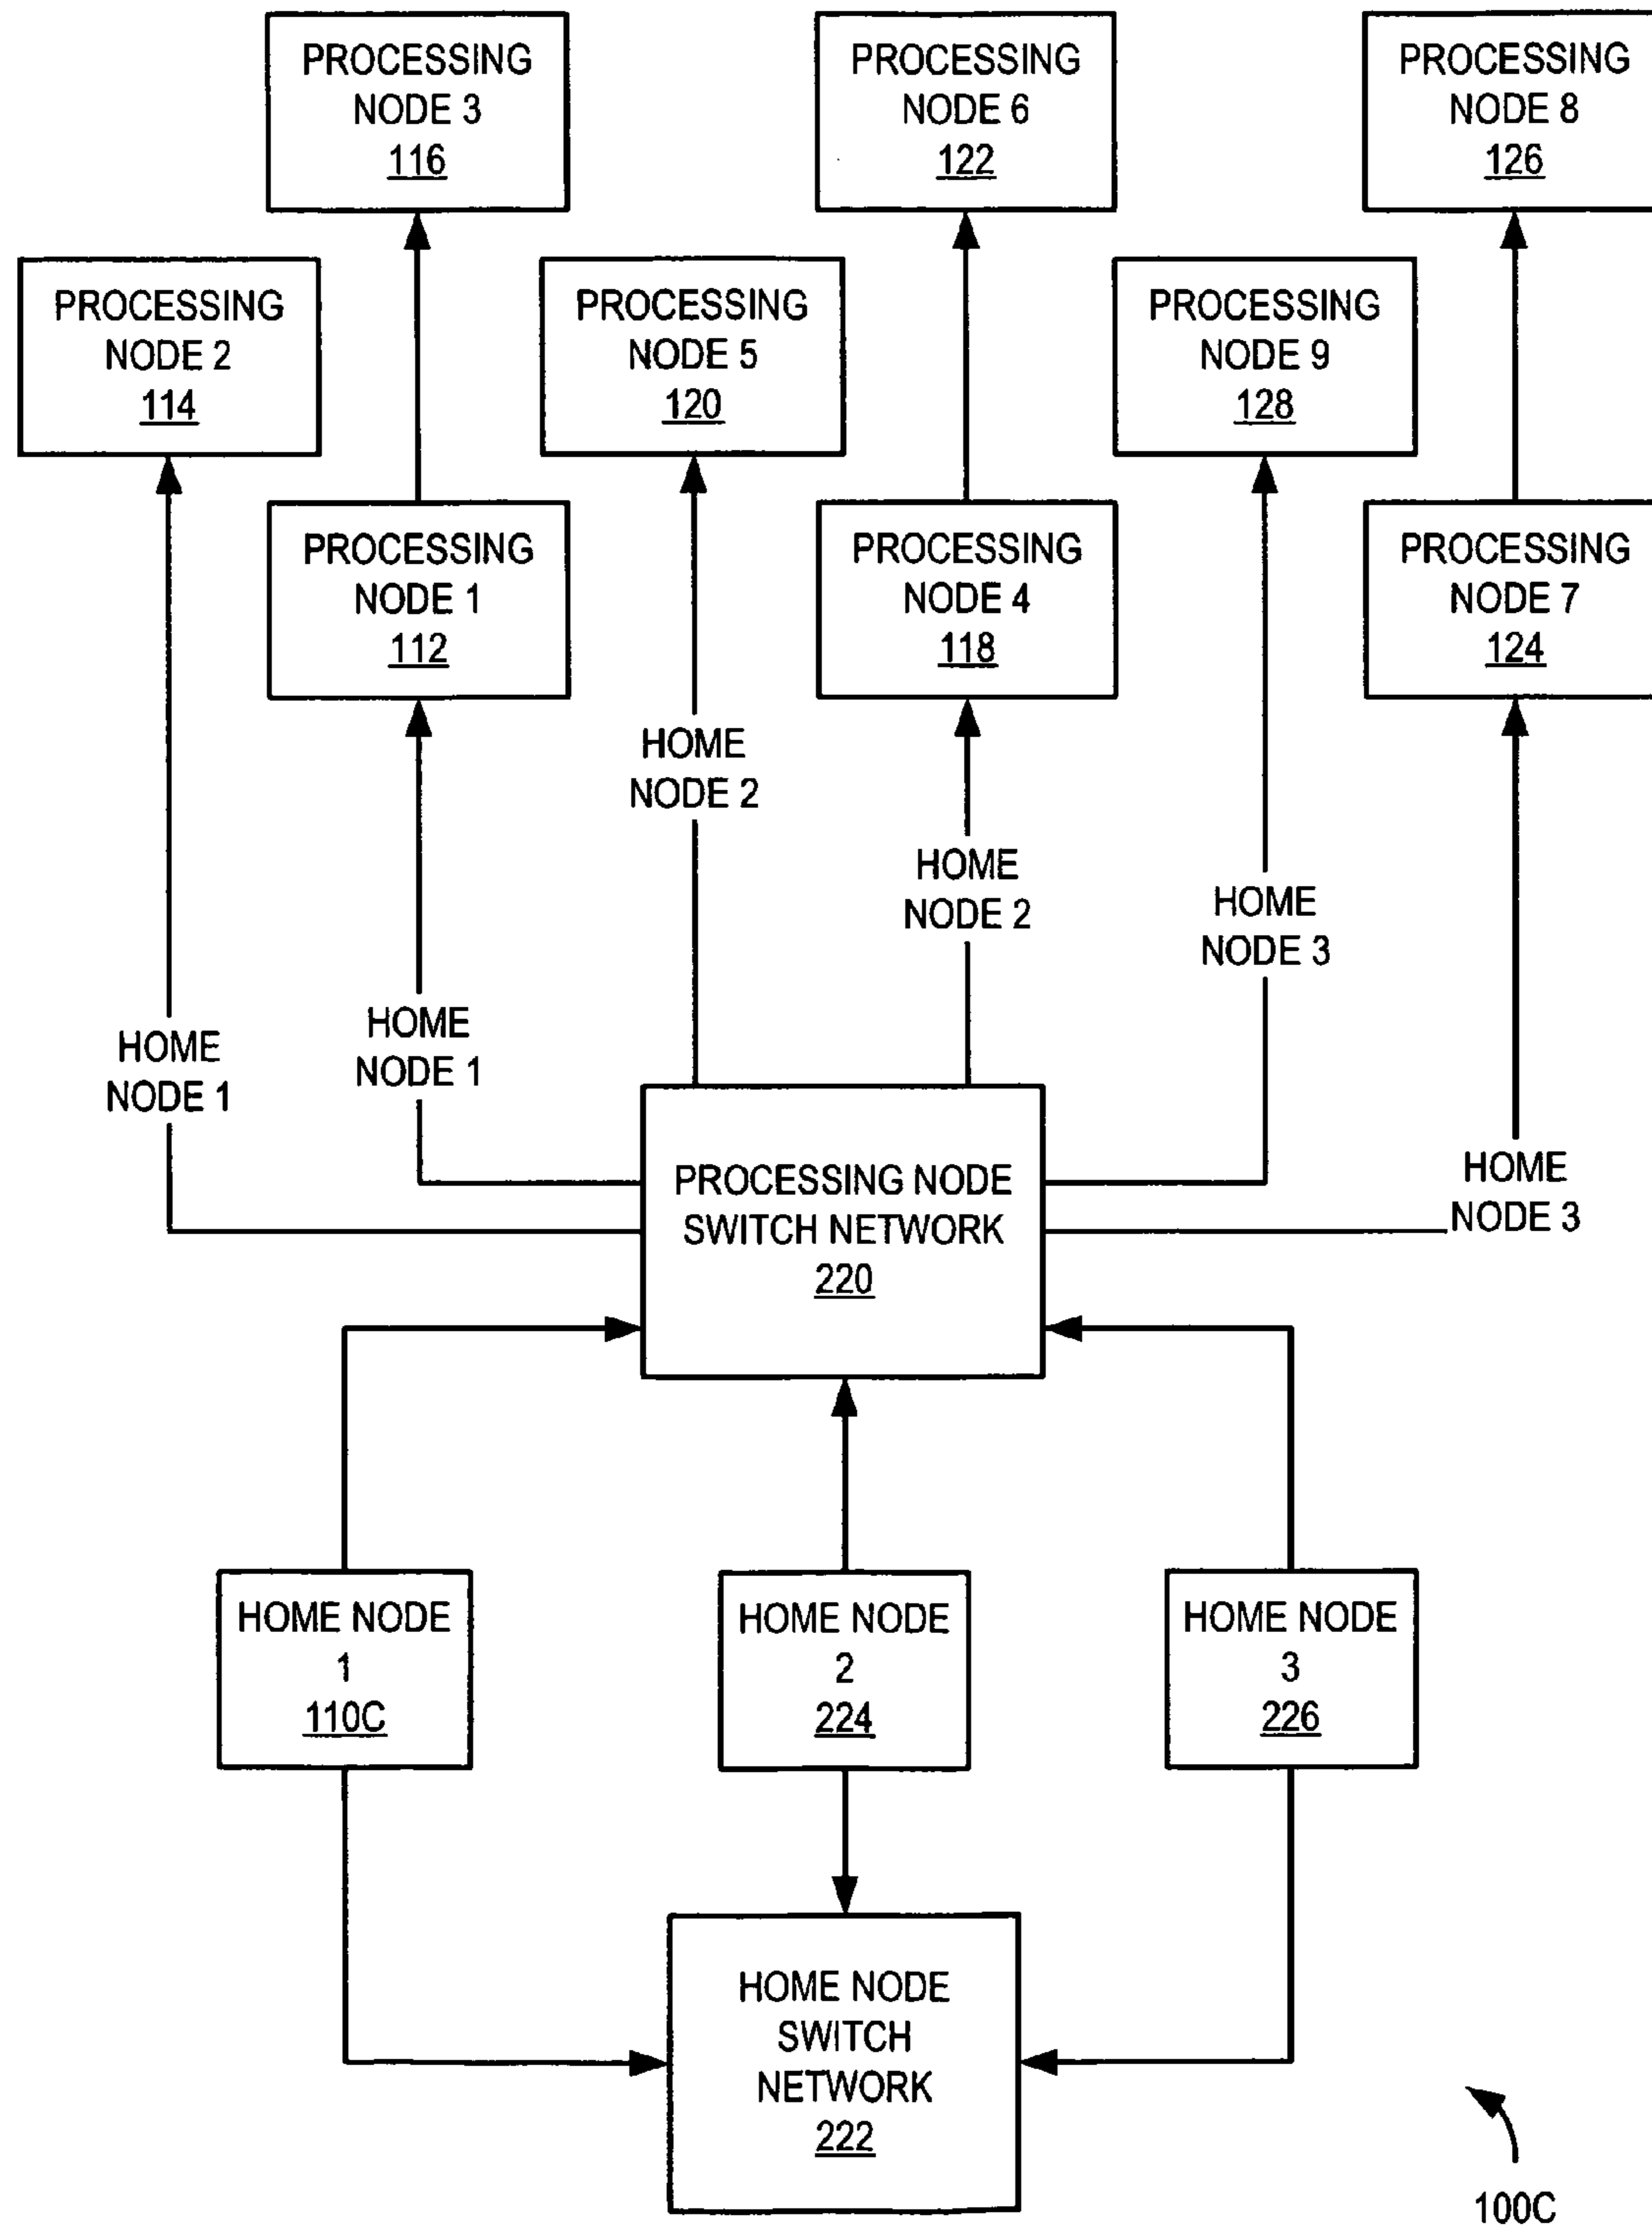 PROCESSING
NODE 3
116
PROCESSING
NODE 6
122
PROCESSING
NODE 8
126
PROCESSING
NODE 2
114
PROCESSING
NODE 5
120
PROCESSING
NODE 9
128
PROCESSING
NODE 1
112
PROCESSING
NODE 4
118
PROCESSING
NODE 7
124
HOME
NODE 2
HOME
NODE 2
HOME
NODE 3
HOME
NODE 1
HOME
NODE 1
HOME
NODE 3
PROCESSING NODE
SWITCH NETWORK
220
HOME NODE
1
110C
HOME NODE
2
224
HOME NODE
3
226
HOME NODE
SWITCH
NETWORK
222
100C